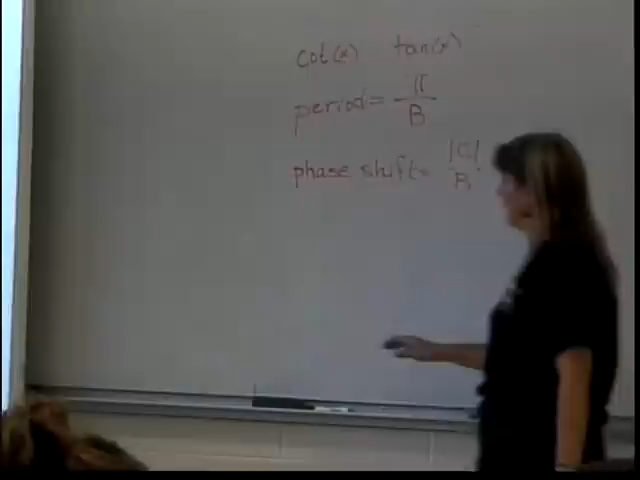 cot(x) tan(x)
period = π/B
phase shift = |C|/B